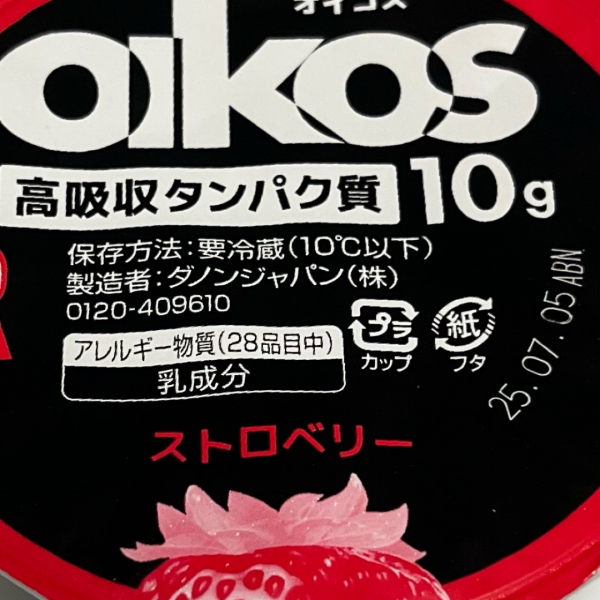 オイコス
oikos
高吸収タンパク質 10g
保存方法:要冷蔵(10℃以下)
製造者:ダノンジャパン(株)
0120-409610
アレルギー物質(28品目中)
乳成分
プラ
カップ
紙
フタ
25.07.05 ABN
ストロベリー